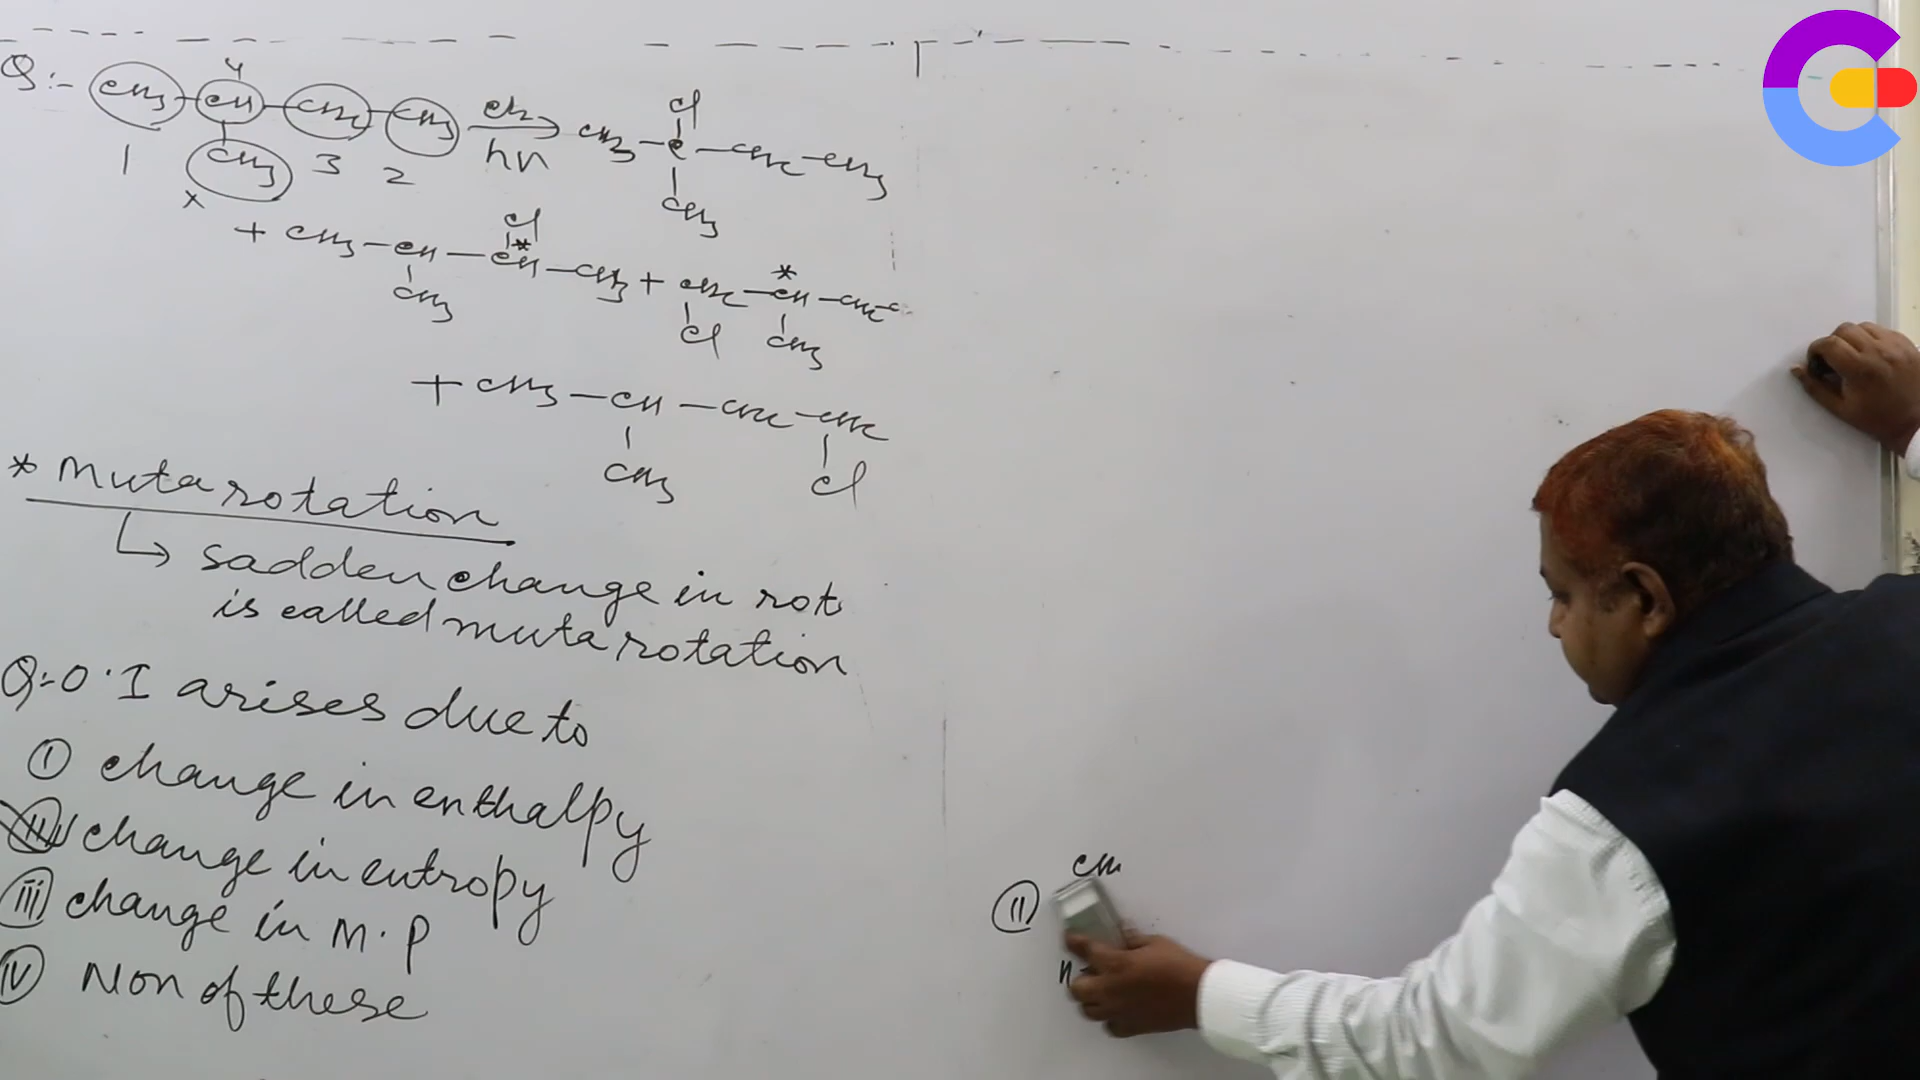 Q:- CH3-CH-CH2-CH3 Cl2 → CH3-C-CH2-CH3
4
Cl
CH3
hν
CH3
1
3
2
x
+ CH3-CH-CH-CH3 + CH2-CH-CH2-
Cl
*
*
CH3
Cl
CH3
+ CH3-CH-CH2-CH2
CH3
Cl
* Mutarotation
↳ sadden change in rot
is called mutarotation
Q:- O.I arises due to
(I) change in enthalpy
(II) change in entropy
(iii) change in M.P
(IV) Non of these
CH
(II)